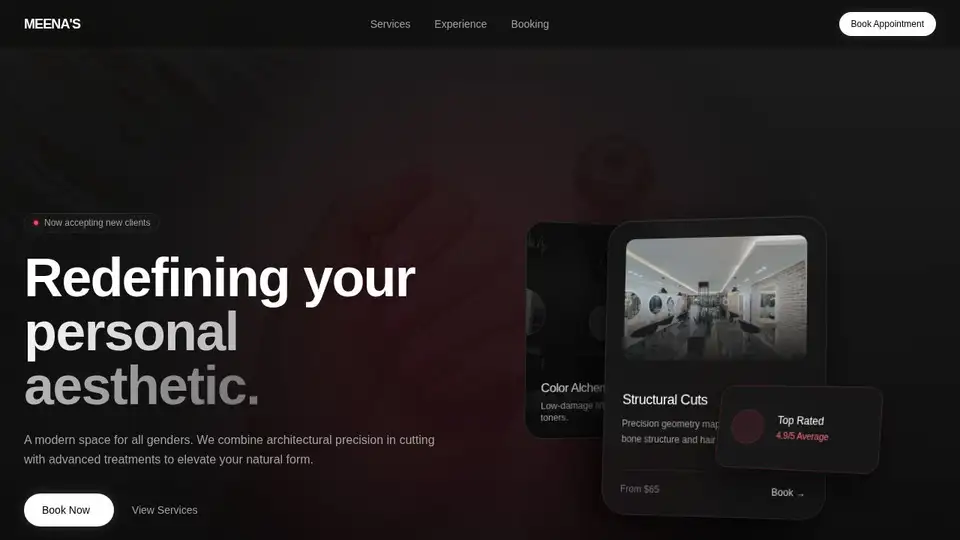 MEENA'S
Services
Experience
Booking
Book Appointment
Now accepting new clients
Redefining your
personal
aesthetic.
A modern space for all genders. We combine architectural precision in cutting
with advanced treatments to elevate your natural form.
Book Now
View Services
Color
Low-damage
toners.
Structural Cuts
Precision geometry
bone structure and hair
From $65
Book →
Top Rated
4.9/5 Average